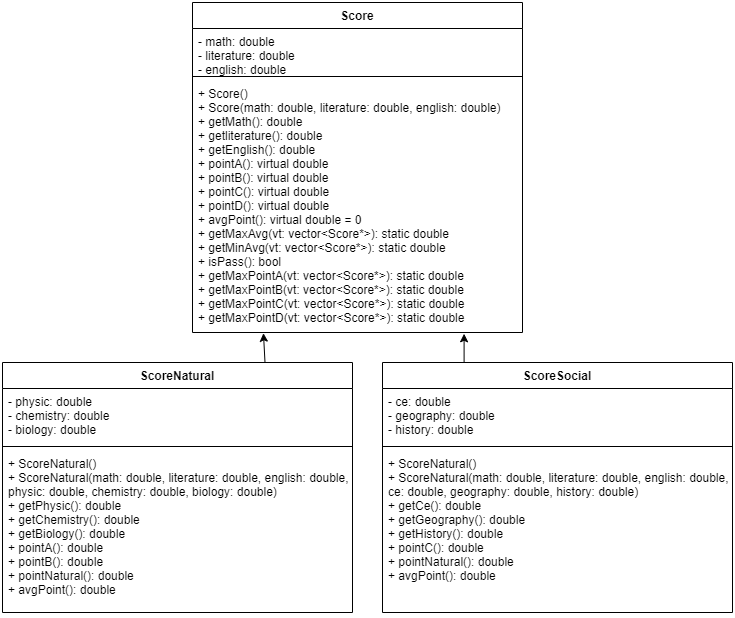 Score
- math: double
- literature: double
- english: double
+ Score()
+ Score(math: double, literature: double, english: double)
+ getMath(): double
+ getliterature(): double
+ getEnglish(): double
+ pointA(): virtual double
+ pointB(): virtual double
+ pointC(): virtual double
+ pointD(): virtual double
+ avgPoint(): virtual double = 0
+ getMaxAvg(vt: vector<Score*>): static double
+ getMinAvg(vt: vector<Score*>): static double
+ isPass(): bool
+ getMaxPointA(vt: vector<Score*>): static double
+ getMaxPointB(vt: vector<Score*>): static double
+ getMaxPointC(vt: vector<Score*>): static double
+ getMaxPointD(vt: vector<Score*>): static double
ScoreNatural
- physic: double
- chemistry: double
- biology: double
+ ScoreNatural()
+ ScoreNatural(math: double, literature: double, english: double,
physic: double, chemistry: double, biology: double)
+ getPhysic(): double
+ getChemistry(): double
+ getBiology(): double
+ pointA(): double
+ pointB(): double
+ pointNatural(): double
+ avgPoint(): double
ScoreSocial
- ce: double
- geography: double
- history: double
+ ScoreNatural()
+ ScoreNatural(math: double, literature: double, english: double,
ce: double, geography: double, history: double)
+ getCe(): double
+ getGeography(): double
+ getHistory(): double
+ pointC(): double
+ pointNatural(): double
+ avgPoint(): double